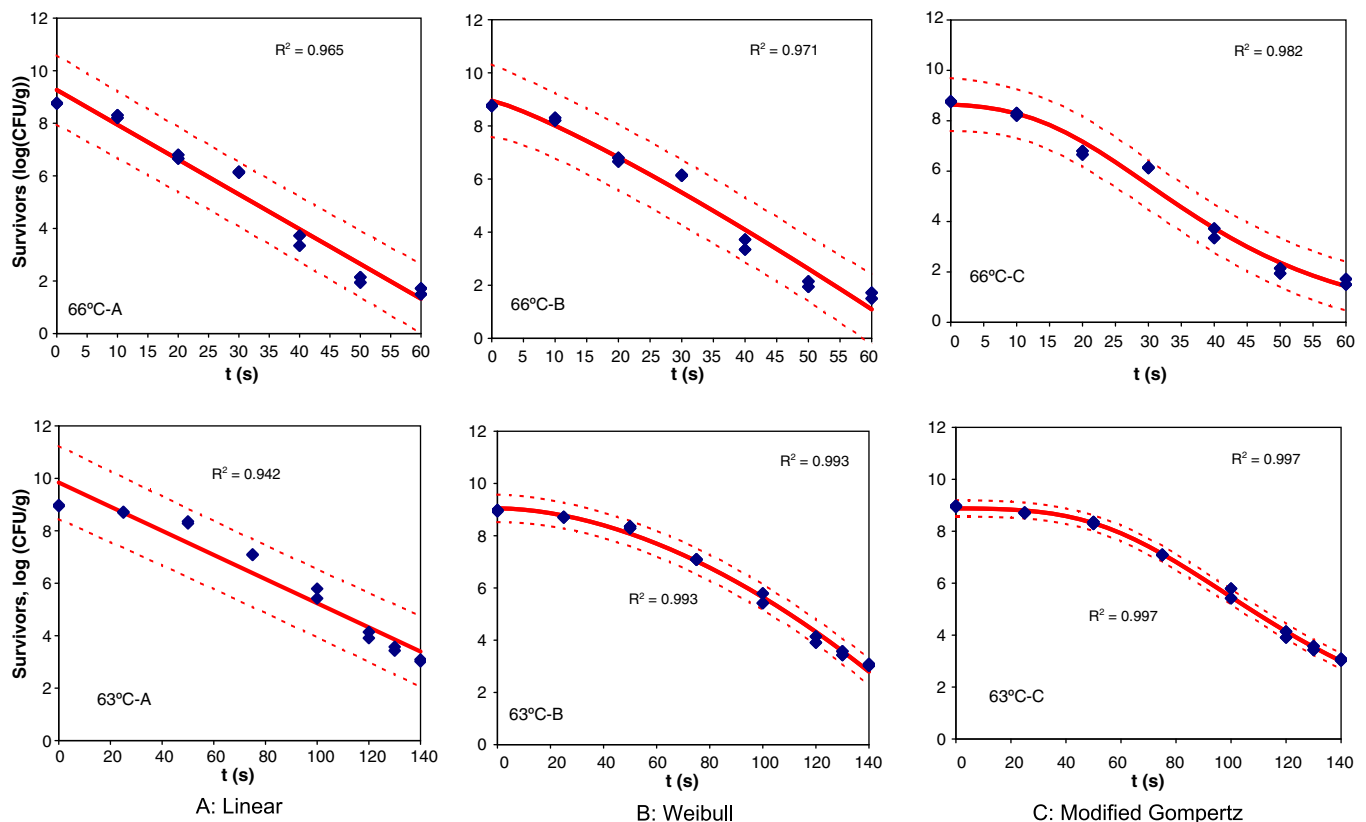 12
10
8
6
4
2
0
Survivors (log(CFU/g))
R² = 0.965
66ºC-A
0 5 10 15 20 25 30 35 40 45 50 55 60
t (s)
12
10
8
6
4
2
0
R² = 0.971
66ºC-B
0 5 10 15 20 25 30 35 40 45 50 55 60
t (s)
12
10
8
6
4
2
0
R² = 0.982
66ºC-C
0 5 10 15 20 25 30 35 40 45 50 55 60
t (s)
12
10
8
6
4
2
0
Survivors, log (CFU/g)
R² = 0.942
63ºC-A
0 20 40 60 80 100 120 140
t (s)
A: Linear
12
10
8
6
4
2
0
R² = 0.993
R² = 0.993
63ºC-B
0 20 40 60 80 100 120 140
t (s)
B: Weibull
12
10
8
6
4
2
0
R² = 0.997
R² = 0.997
63ºC-C
0 20 40 60 80 100 120 140
t (s)
C: Modified Gompertz